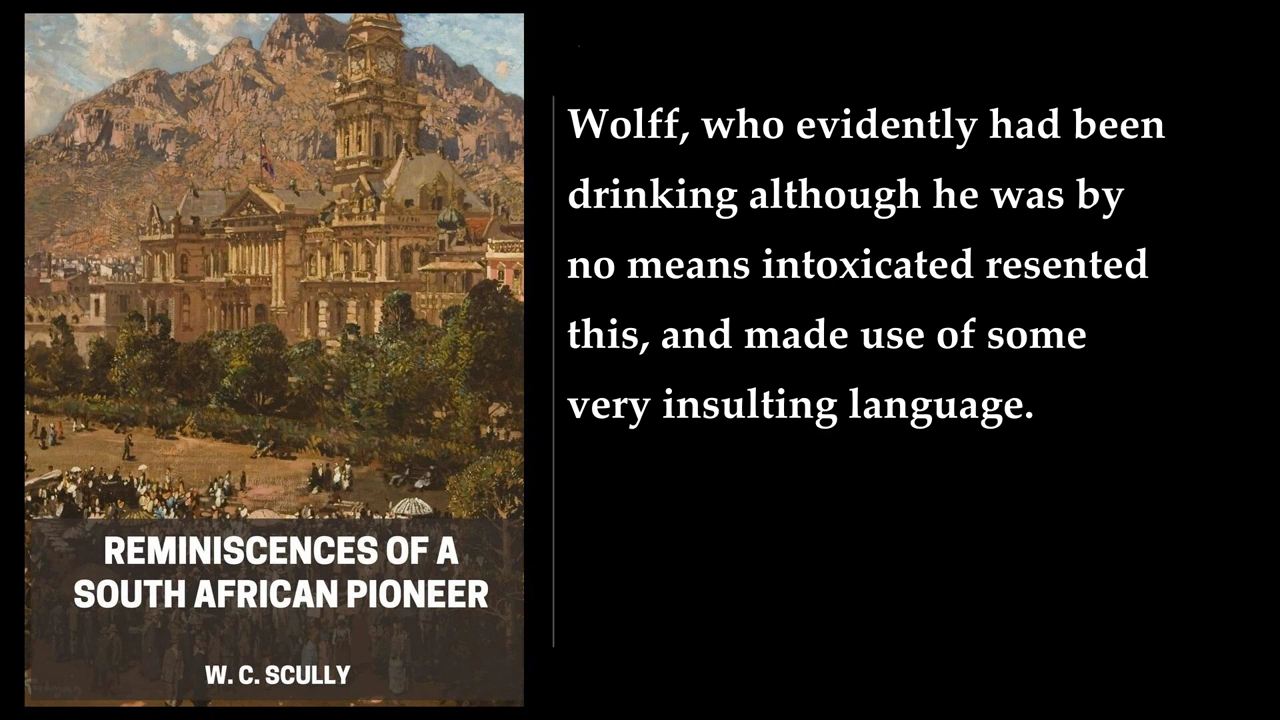 Wolff, who evidently had been
drinking although he was by
no means intoxicated resented
this, and made use of some
very insulting language.
REMINISCENCES OF A
SOUTH AFRICAN PIONEER
W. C. SCULLY